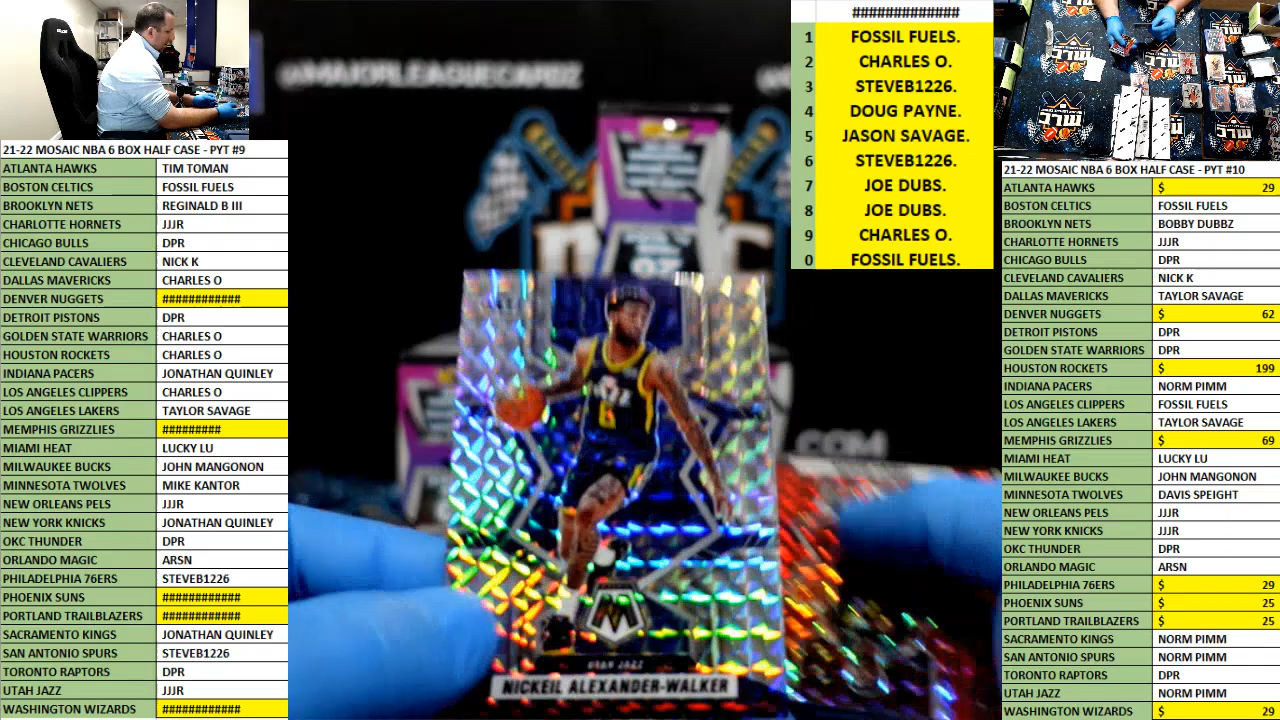 21-22 MOSAIC NBA 6 BOX HALF CASE - PYT #9
ATLANTA HAWKS TIM TOMAN
BOSTON CELTICS FOSSIL FUELS
BROOKLYN NETS REGINALD B III
CHARLOTTE HORNETS JJJR
CHICAGO BULLS DPR
CLEVELAND CAVALIERS NICK K
DALLAS MAVERICKS CHARLES O
DENVER NUGGETS ############
DETROIT PISTONS DPR
GOLDEN STATE WARRIORS CHARLES O
HOUSTON ROCKETS CHARLES O
INDIANA PACERS JONATHAN QUINLEY
LOS ANGELES CLIPPERS CHARLES O
LOS ANGELES LAKERS TAYLOR SAVAGE
MEMPHIS GRIZZLIES #########
MIAMI HEAT LUCKY LU
MILWAUKEE BUCKS JOHN MANGONON
MINNESOTA TWOLVES MIKE KANTOR
NEW ORLEANS PELS JJJR
NEW YORK KNICKS JONATHAN QUINLEY
OKC THUNDER DPR
ORLANDO MAGIC ARSN
PHILADELPHIA 76ERS STEVEB1226
PHOENIX SUNS ############
PORTLAND TRAILBLAZERS ############
SACRAMENTO KINGS JONATHAN QUINLEY
SAN ANTONIO SPURS STEVEB1226
TORONTO RAPTORS DPR
UTAH JAZZ JJJR
WASHINGTON WIZARDS ############
@MAJORLEAGUECARDZ
.COM
6
UTAH JAZZ
NICKEIL ALEXANDER-WALKER
#############
1 FOSSIL FUELS.
2 CHARLES O.
3 STEVEB1226.
4 DOUG PAYNE.
5 JASON SAVAGE.
6 STEVEB1226.
7 JOE DUBS.
8 JOE DUBS.
9 CHARLES O.
0 FOSSIL FUELS.
MLC
MLC
21-22 MOSAIC NBA 6 BOX HALF CASE - PYT #10
ATLANTA HAWKS $ 29
BOSTON CELTICS FOSSIL FUELS
BROOKLYN NETS BOBBY DUBBZ
CHARLOTTE HORNETS JJJR
CHICAGO BULLS DPR
CLEVELAND CAVALIERS NICK K
DALLAS MAVERICKS TAYLOR SAVAGE
DENVER NUGGETS $ 62
DETROIT PISTONS DPR
GOLDEN STATE WARRIORS DPR
HOUSTON ROCKETS $ 199
INDIANA PACERS NORM PIMM
LOS ANGELES CLIPPERS FOSSIL FUELS
LOS ANGELES LAKERS TAYLOR SAVAGE
MEMPHIS GRIZZLIES $ 69
MIAMI HEAT LUCKY LU
MILWAUKEE BUCKS JOHN MANGONON
MINNESOTA TWOLVES DAVIS SPEIGHT
NEW ORLEANS PELS JJJR
NEW YORK KNICKS JJJR
OKC THUNDER DPR
ORLANDO MAGIC ARSN
PHILADELPHIA 76ERS $ 29
PHOENIX SUNS $ 25
PORTLAND TRAILBLAZERS $ 25
SACRAMENTO KINGS NORM PIMM
SAN ANTONIO SPURS NORM PIMM
TORONTO RAPTORS DPR
UTAH JAZZ NORM PIMM
WASHINGTON WIZARDS $ 29